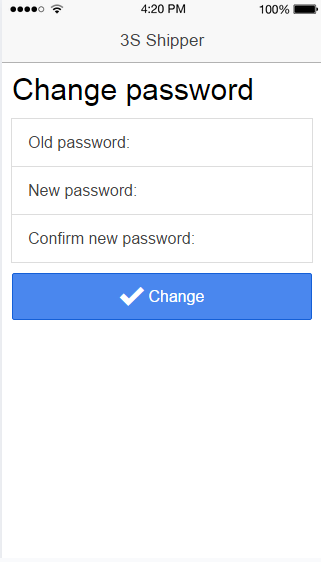 4:20 PM 100%
3S Shipper
Change password
Old password:
New password:
Confirm new password:
Change